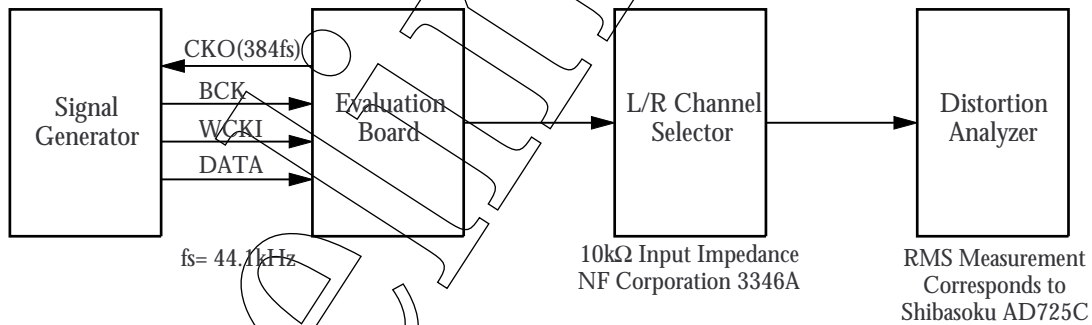 CKO(384fs)
BCK
WCKI
DATA
Signal
Generator
Evaluation
Board
L/R Channel
Selector
Distortion
Analyzer
fs= 44.1kHz
10kΩ Input Impedance
NF Corporation 3346A
RMS Measurement
Corresponds to
Shibasoku AD725C